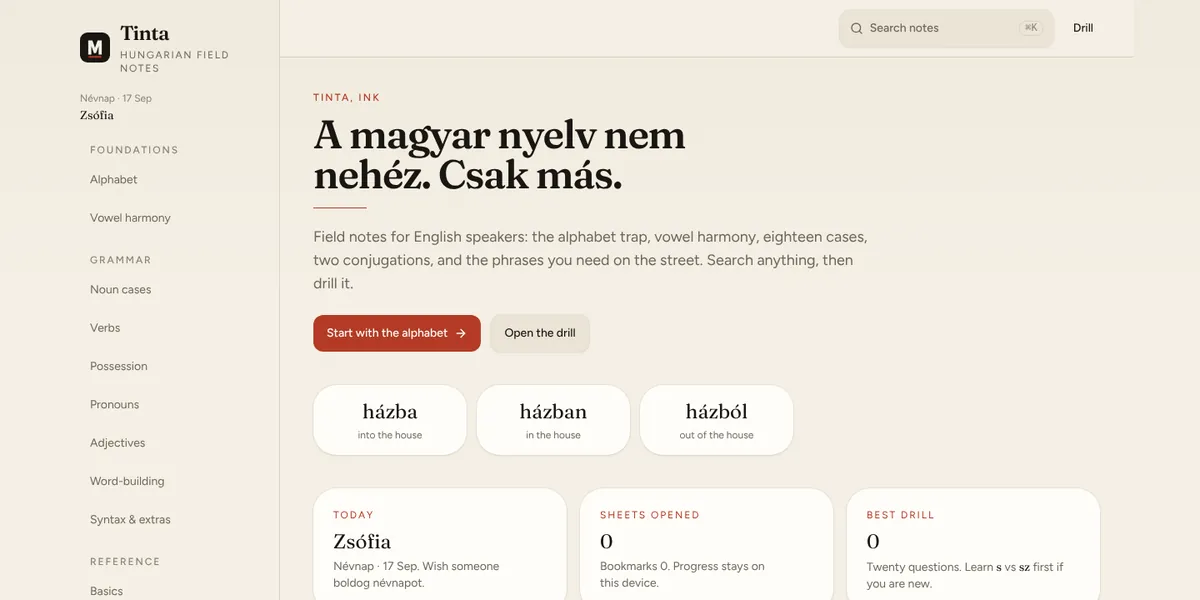 M
Tinta
HUNGARIAN FIELD
NOTES
Névnap · 17 Sep
Zsófia
FOUNDATIONS
Alphabet
Vowel harmony
GRAMMAR
Noun cases
Verbs
Possession
Pronouns
Adjectives
Word-building
Syntax & extras
REFERENCE
Basics
Search notes ⌘K Drill
TINTA, INK
A magyar nyelv nem
nehéz. Csak más.
Field notes for English speakers: the alphabet trap, vowel harmony, eighteen cases,
two conjugations, and the phrases you need on the street. Search anything, then
drill it.
Start with the alphabet → Open the drill
házba
into the house
házban
in the house
házból
out of the house
TODAY
Zsófia
Névnap · 17 Sep. Wish someone
boldog névnapot.
SHEETS OPENED
0
Bookmarks 0. Progress stays on
this device.
BEST DRILL
0
Twenty questions. Learn s vs sz first if
you are new.